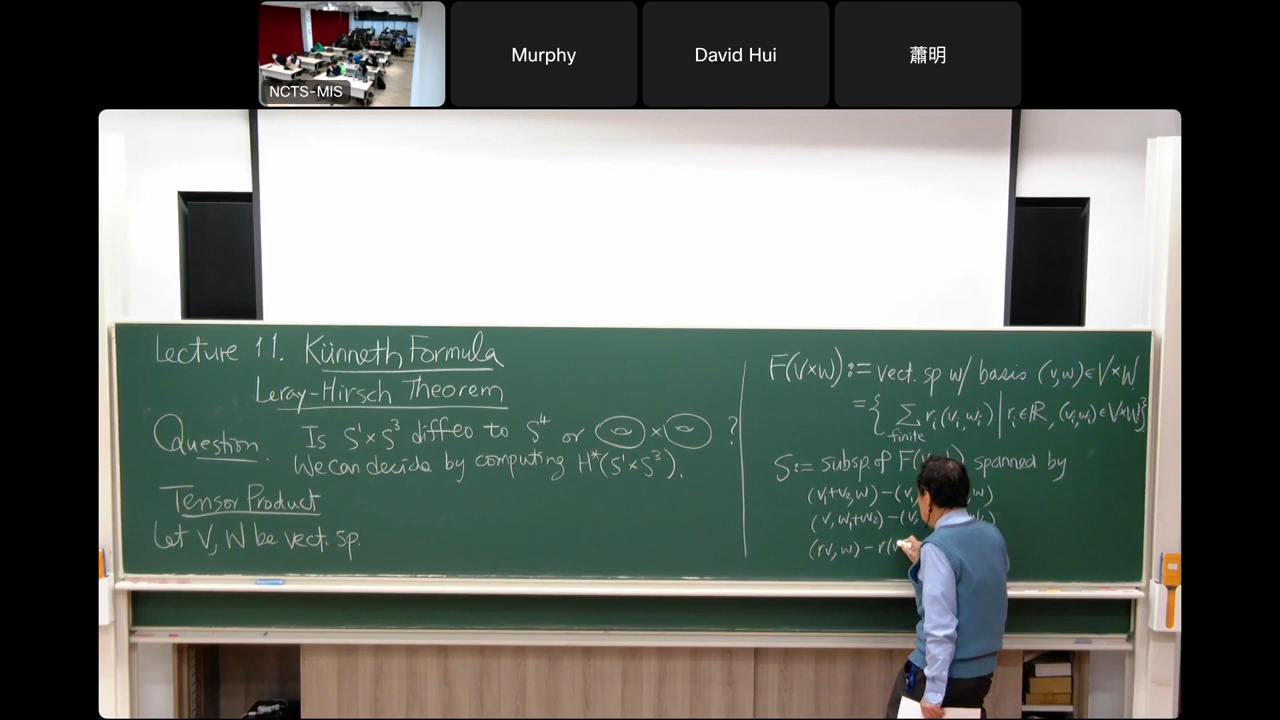 NCTS-MIS
Murphy
David Hui
蕭明
Lecture 11. Künneth Formula
Leray-Hirsch Theorem
Question. Is S¹×S³ diffeo to S⁴ or × ?
We can decide by computing H*(S¹×S³).
Tensor Product
Let V, W be vect. sp.
F(V×W) := vect. sp w/ basis (v,w)∈V×W
={ ∑ rᵢ(vᵢ,wᵢ) | rᵢ∈ℝ, (vᵢ,wᵢ)∈V×W}
finite
S:= subsp. of F( spanned by
(v₁+v₂,w)−(v w)
(v, w₁+w₂)−(v,
(rv,w)−r(